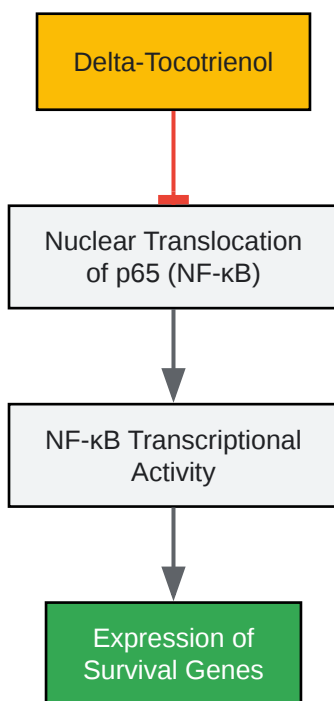 Delta-Tocotrienol
Nuclear Translocation
of p65 (NF-κB)
NF-κB Transcriptional
Activity
Expression of
Survival Genes